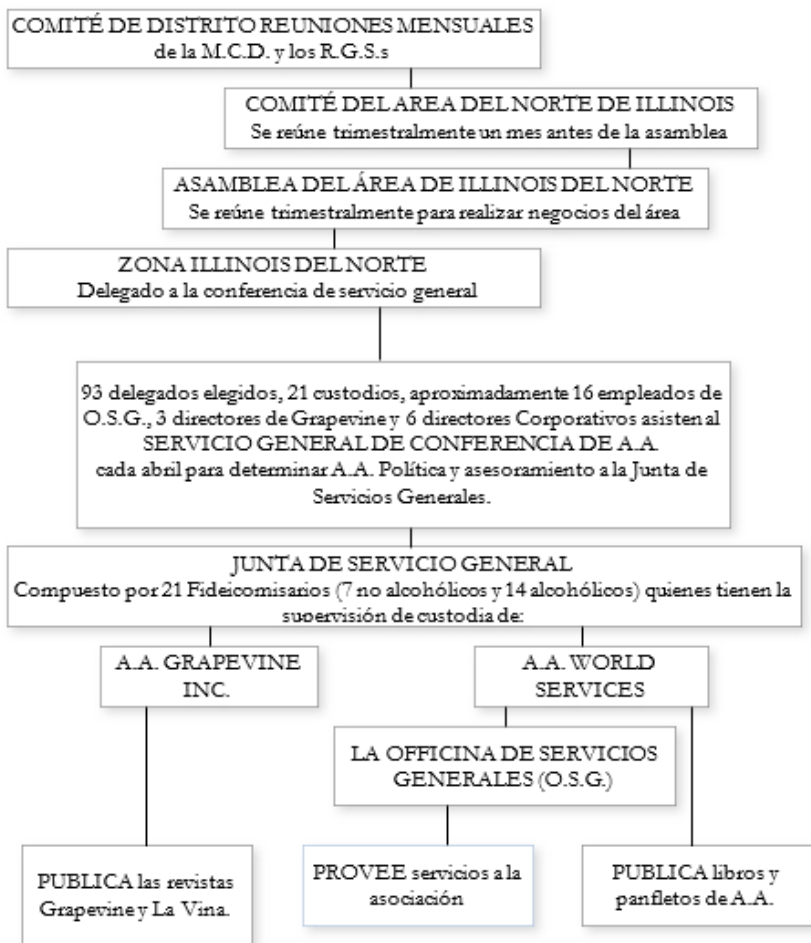 COMITÉ DE DISTRITO REUNIONES MENSUALES
de la M.C.D. y los R.G.S.s
COMITÉ DEL AREA DEL NORTE DE ILLINOIS
Se reúne trimestralmente un mes antes de la asamblea
ASAMBLEA DEL ÁREA DE ILLINOIS DEL NORTE
Se reúne trimestralmente para realizar negocios del área
ZONA ILLINOIS DEL NORTE
Delegado a la conferencia de servicio general
93 delegados elegidos, 21 custodios, aproximadamente 16 empleados de
O.S.G., 3 directores de Grapevine y 6 directores Corporativos asisten al
SERVICIO GENERAL DE CONFERENCIA DE A.A.
cada abril para determinar A.A. Política y asesoramiento a la Junta de
Servicios Generales.
JUNTA DE SERVICIO GENERAL
Compuesto por 21 Fideicomisarios (7 no alcohólicos y 14 alcohólicos) quienes tienen la
supervisión de custodia de:
A.A. GRAPEVINE
INC.
A.A. WORLD
SERVICES
LA OFFICINA DE SERVICIOS
GENERALES (O.S.G.)
PUBLICA las revistas
Grapevine y La Vina.
PROVEE servicios a la
asociación
PUBLICA libros y
panfletos de A.A.